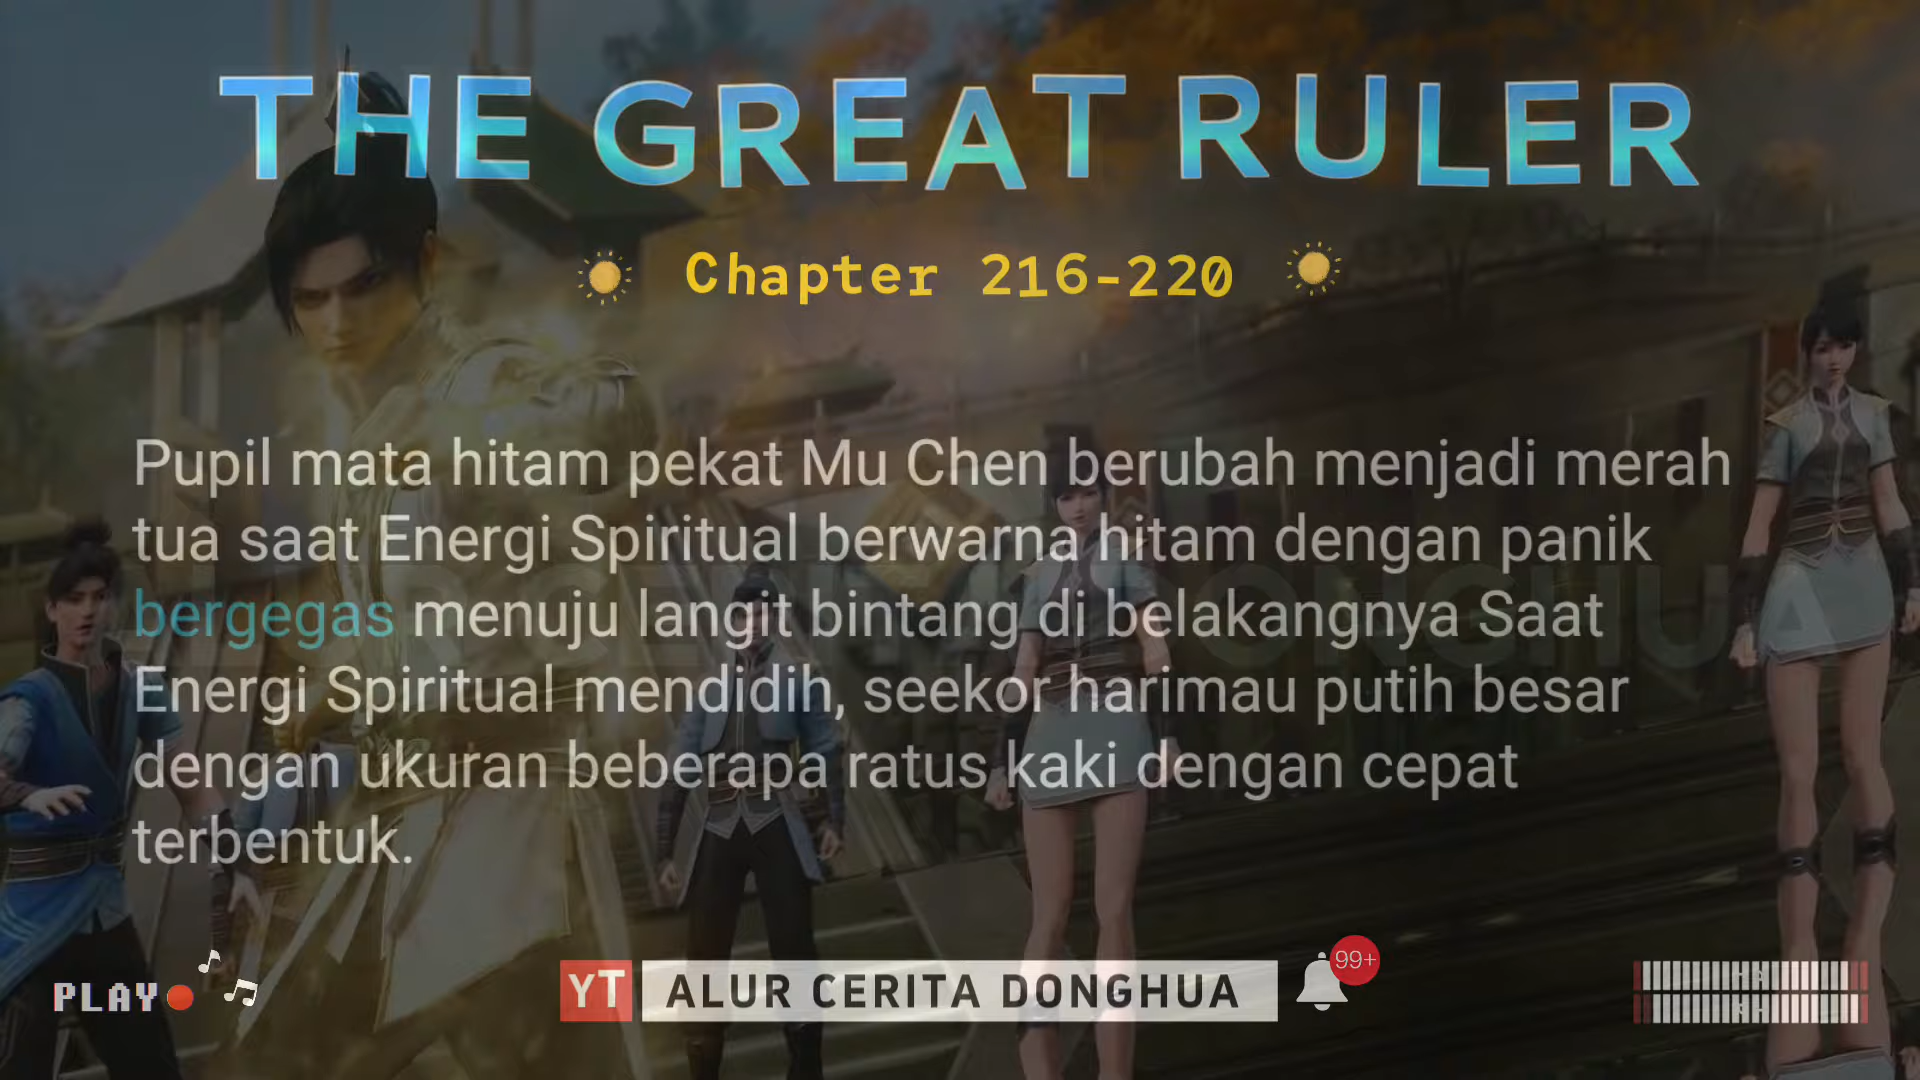 THE GREAT RULER
Chapter 216-220
Pupil mata hitam pekat Mu Chen berubah menjadi merah
tua saat Energi Spiritual berwarna hitam dengan panik
bergegas menuju langit bintang di belakangnya Saat
Energi Spiritual mendidih, seekor harimau putih besar
dengan ukuran beberapa ratus kaki dengan cepat
terbentuk.
PLAY
YT ALUR CERITA DONGHUA
99+